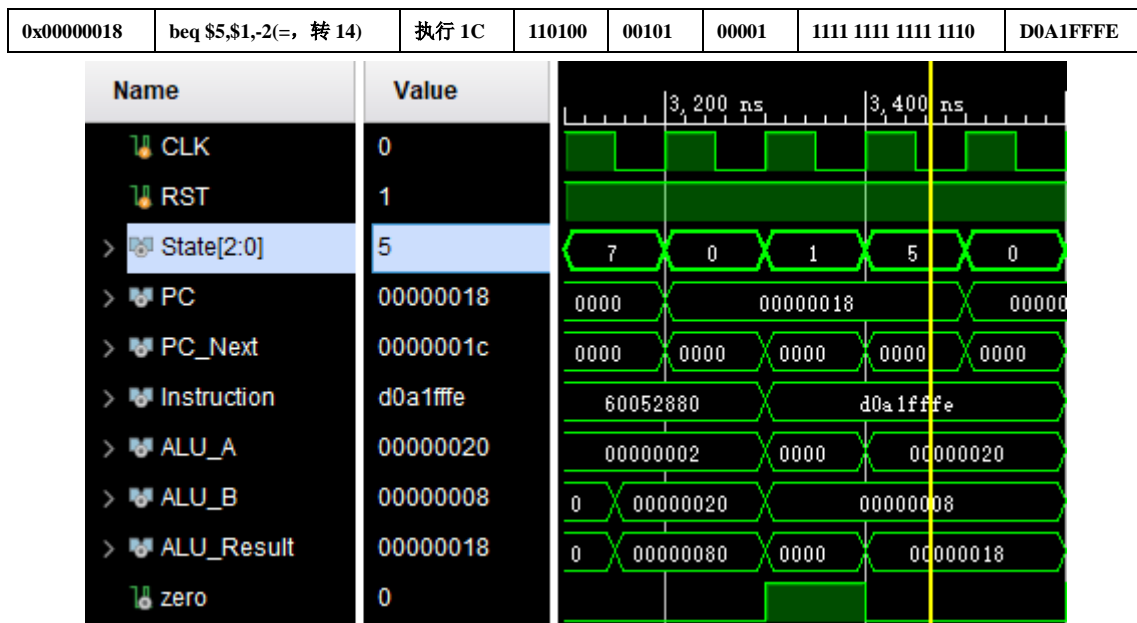 0x00000018 beq $5,$1,-2(=，转 14) 执行 1C 110100 00101 00001 1111 1111 1111 1110 D0A1FFFE
Name Value 3,200 ns 3,400 ns
CLK 0
RST 1
State[2:0] 5 7 0 1 5 0
PC 00000018 0000 00000018 00000
PC_Next 0000001c 0000 0000 0000 0000 0000
Instruction d0a1fffe 60052880 d0a1fffe
ALU_A 00000020 00000002 0000 00000020
ALU_B 00000008 0 00000020 00000008
ALU_Result 00000018 0 00000080 0000 00000018
zero 0